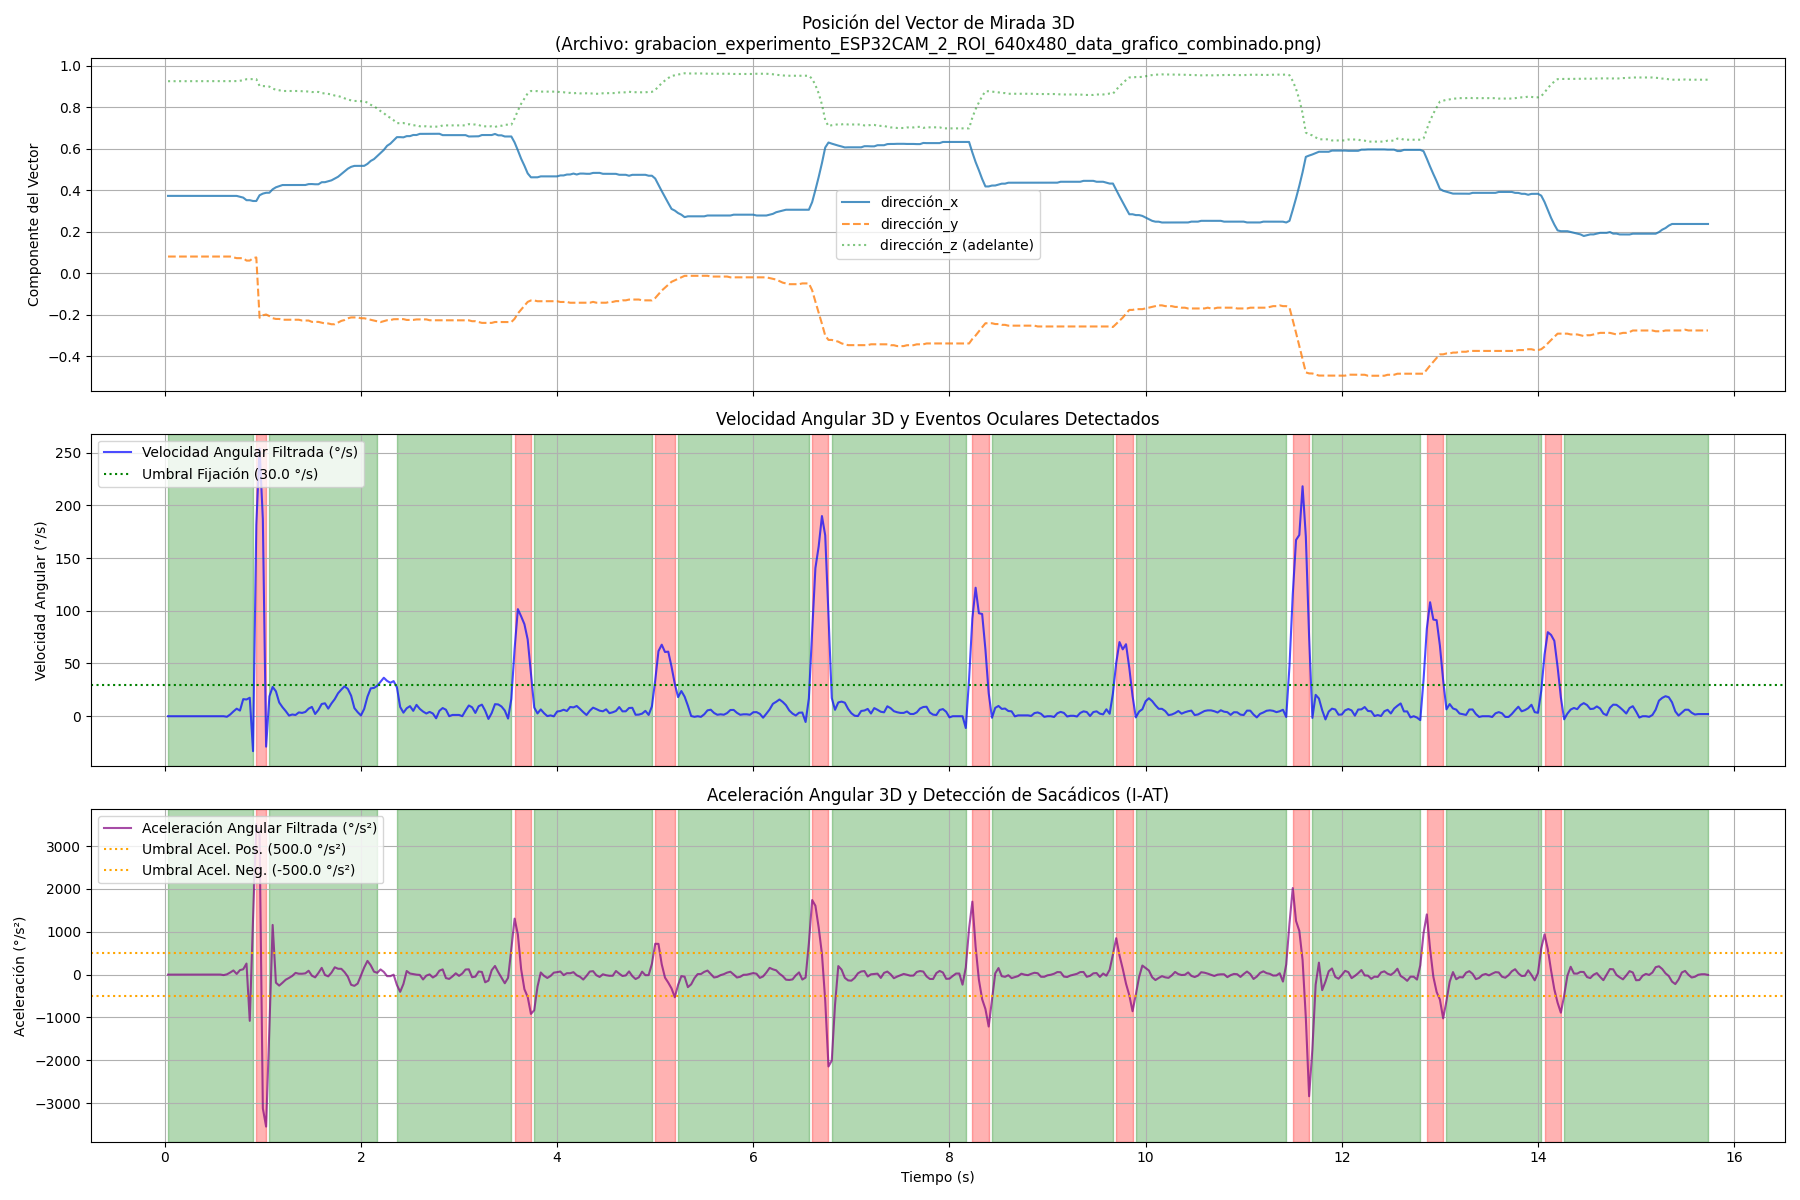 Posición del Vector de Mirada 3D
(Archivo: grabacion_experimento_ESP32CAM_2_ROI_640x480_data_grafico_combinado.png)
Componente del Vector
1.0
0.8
0.6
0.4
0.2
0.0
−0.2
−0.4
dirección_x
dirección_y
dirección_z (adelante)
Velocidad Angular 3D y Eventos Oculares Detectados
Velocidad Angular (°/s)
250
200
150
100
50
0
Velocidad Angular Filtrada (°/s)
Umbral Fijación (30.0 °/s)
Aceleración Angular 3D y Detección de Sacádicos (I-AT)
Aceleración (°/s²)
3000
2000
1000
0
−1000
−2000
−3000
Aceleración Angular Filtrada (°/s²)
Umbral Acel. Pos. (500.0 °/s²)
Umbral Acel. Neg. (-500.0 °/s²)
0 2 4 6 8 10 12 14 16
Tiempo (s)